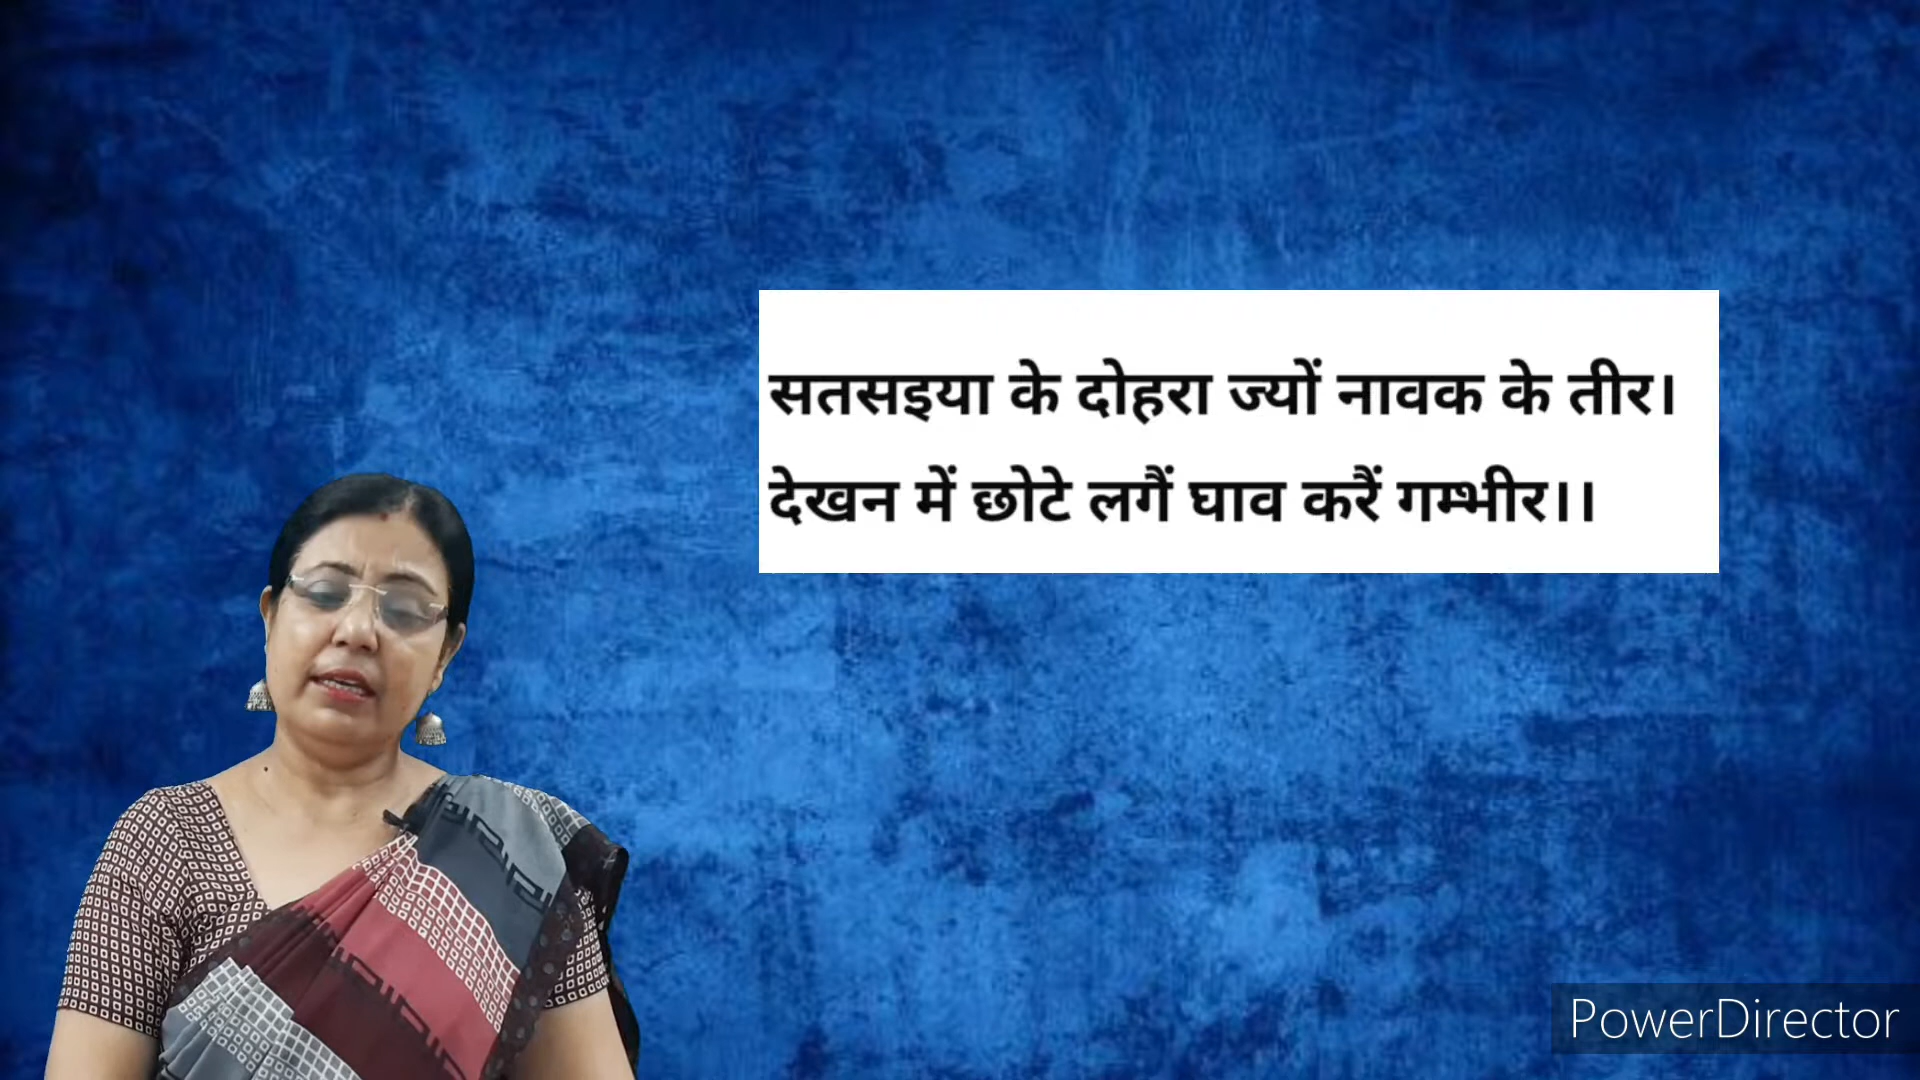 सतसइया के दोहरा ज्यों नावक के तीर।
देखन में छोटे लगैं घाव करैं गम्भीर।।
PowerDirector